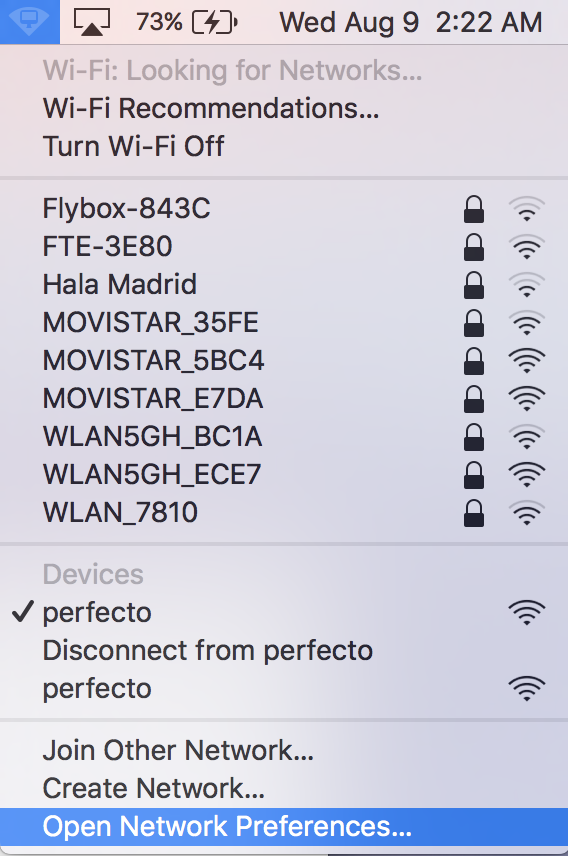 73% Wed Aug 9 2:22 AM
Wi-Fi: Looking for Networks...
Wi-Fi Recommendations...
Turn Wi-Fi Off
Flybox-843C
FTE-3E80
Hala Madrid
MOVISTAR_35FE
MOVISTAR_5BC4
MOVISTAR_E7DA
WLAN5GH_BC1A
WLAN5GH_ECE7
WLAN_7810
Devices
perfecto
Disconnect from perfecto
perfecto
Join Other Network...
Create Network...
Open Network Preferences...